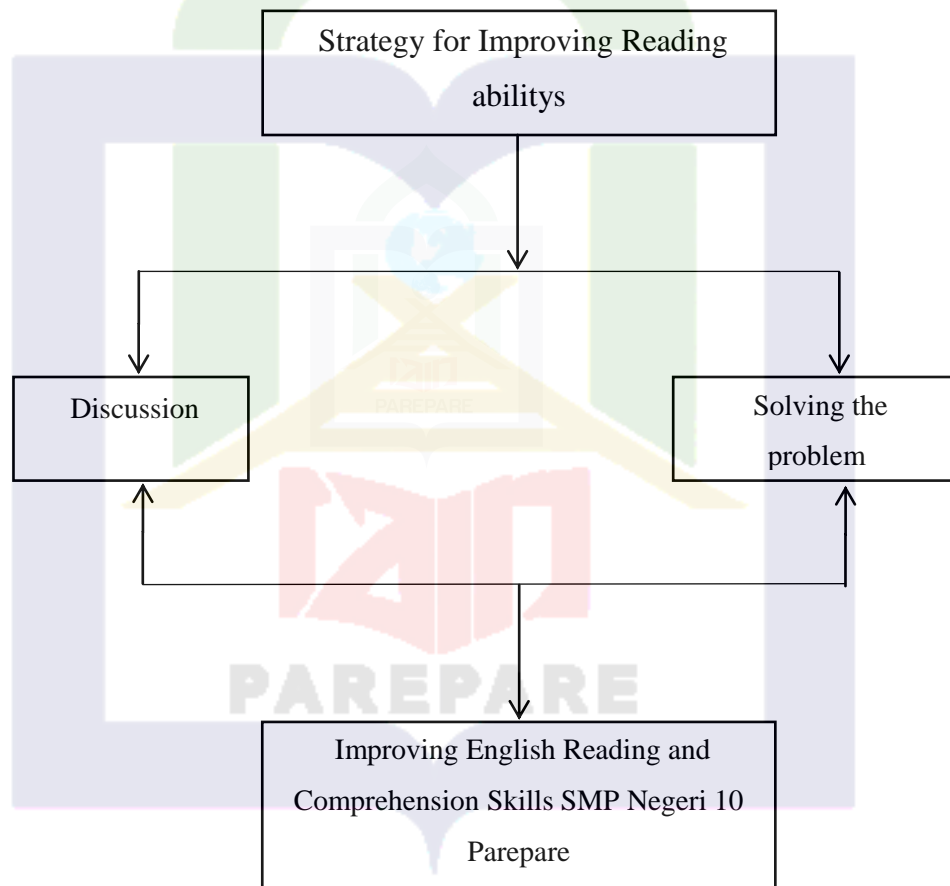 Strategy for Improving Reading
abilitys
Discussion
Solving the
problem
PAREPARE
PAREPARE
Improving English Reading and
Comprehension Skills SMP Negeri 10
Parepare